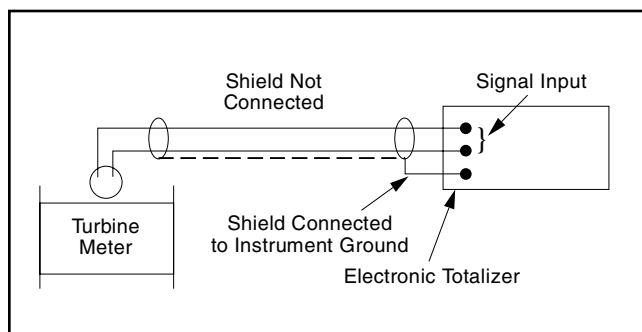 Shield Not
Connected
Signal Input
}
Turbine
Meter
Shield Connected
to Instrument Ground
Electronic Totalizer